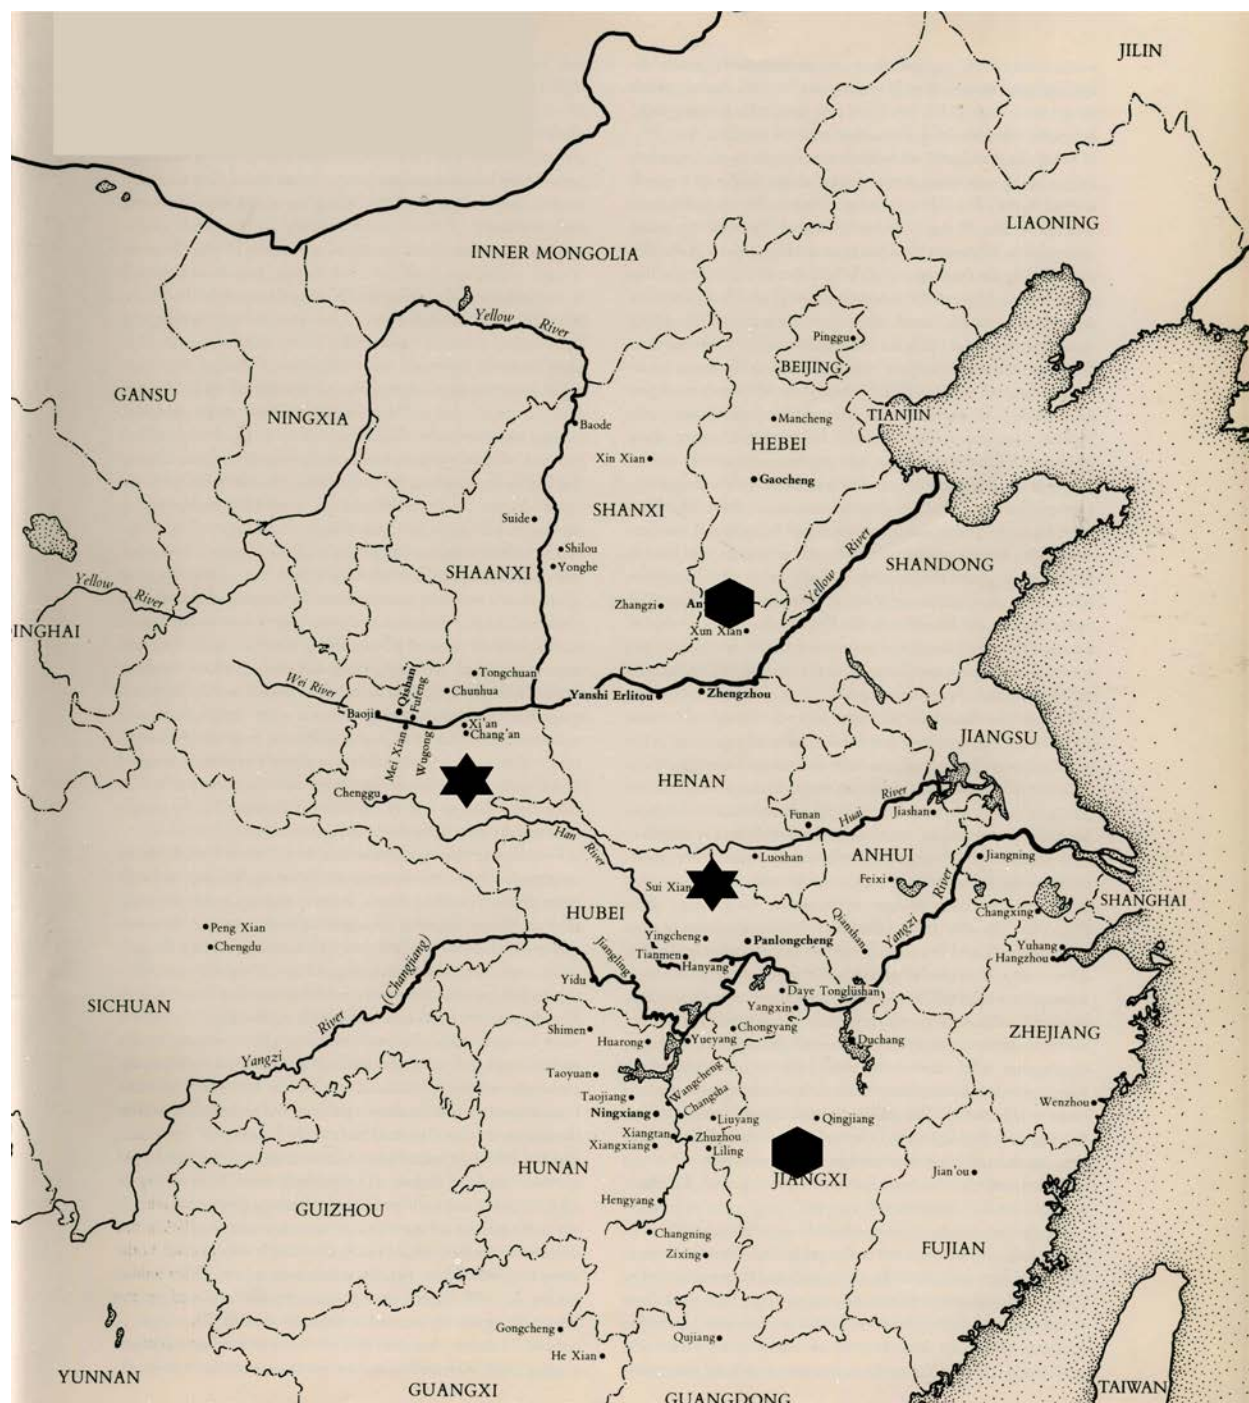 JILIN
LIAONING
INNER MONGOLIA
Yellow River
Pinggu
BEIJING
GANSU
NINGXIA
TIANJIN
Mancheng
Baode
HEBEI
Xin Xian
Gaocheng
SHANXI
Suide
Shilou
Yonghe
SHAANXI
Yellow River
SHANDONG
Yellow River
INGHAI
Zhangzi
An
Xun Xian
Wei River
Tongchuan
Qishan
Fufeng
Chunhua
Yanshi Erlitou
Zhengzhou
Baoji
Xi'an
Chang'an
Mei Xian
Wugong
JIANGSU
HENAN
Chenggu
Huai River
Funan
Jiashan
Han River
Luoshan
ANHUI
Jiangning
Feixi
Sui Xian
SHANGHAI
HUBEI
Changxing
Peng Xian
Chengdu
Yingcheng
Panlongcheng
Qianshan
Yangzi River
Yuhang
Hangzhou
Tianmen
Hanyang
Jiangling
Yidu
Daye Tonglüshan
Yangxin
SICHUAN
Yangzi River (Changjiang)
Shimen
Huarong
Yueyang
Chongyang
Duchang
ZHEJIANG
Taoyuan
Wangcheng
Changsha
Taojiang
Ningxiang
Liuyang
Qingjiang
Wenzhou
Xiangtan
Zhuzhou
Xiangxiang
Liling
HUNAN
JIANGXI
Jian'ou
GUIZHOU
Hengyang
Changning
Zixing
FUJIAN
Gongcheng
Qujiang
He Xian
YUNNAN
GUANGXI
GUANGDONG
TAIWAN